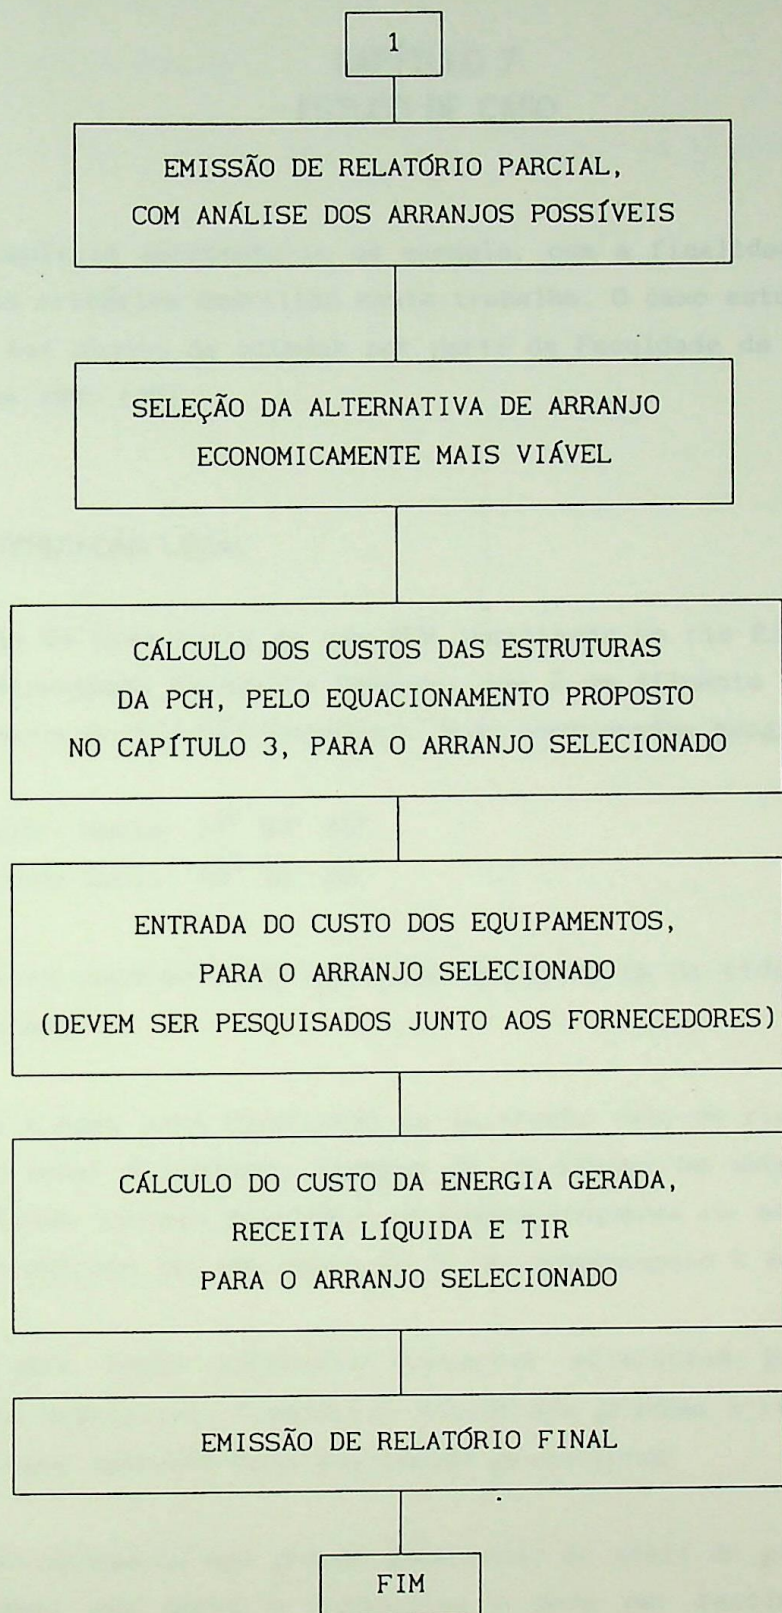 1
EMISSÃO DE RELATÓRIO PARCIAL,
COM ANÁLISE DOS ARRANJOS POSSÍVEIS
SELEÇÃO DA ALTERNATIVA DE ARRANJO
ECONOMICAMENTE MAIS VIÁVEL
CÁLCULO DOS CUSTOS DAS ESTRUTURAS
DA PCH, PELO EQUACIONAMENTO PROPOSTO
NO CAPÍTULO 3, PARA O ARRANJO SELECIONADO
ENTRADA DO CUSTO DOS EQUIPAMENTOS,
PARA O ARRANJO SELECIONADO
(DEVEM SER PESQUISADOS JUNTO AOS FORNECEDORES)
CÁLCULO DO CUSTO DA ENERGIA GERADA,
RECEITA LÍQUIDA E TIR
PARA O ARRANJO SELECIONADO
EMISSÃO DE RELATÓRIO FINAL
FIM